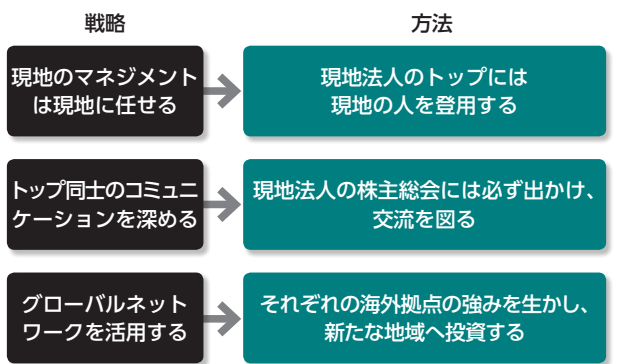 戦略
方法
現地のマネジメント
は現地に任せる
現地法人のトップには
現地の人を登用する
トップ同士のコミュニ
ケーションを深める
現地法人の株主総会には必ず出かけ、
交流を図る
グローバルネット
ワークを活用する
それぞれの海外拠点の強みを生かし、
新たな地域へ投資する